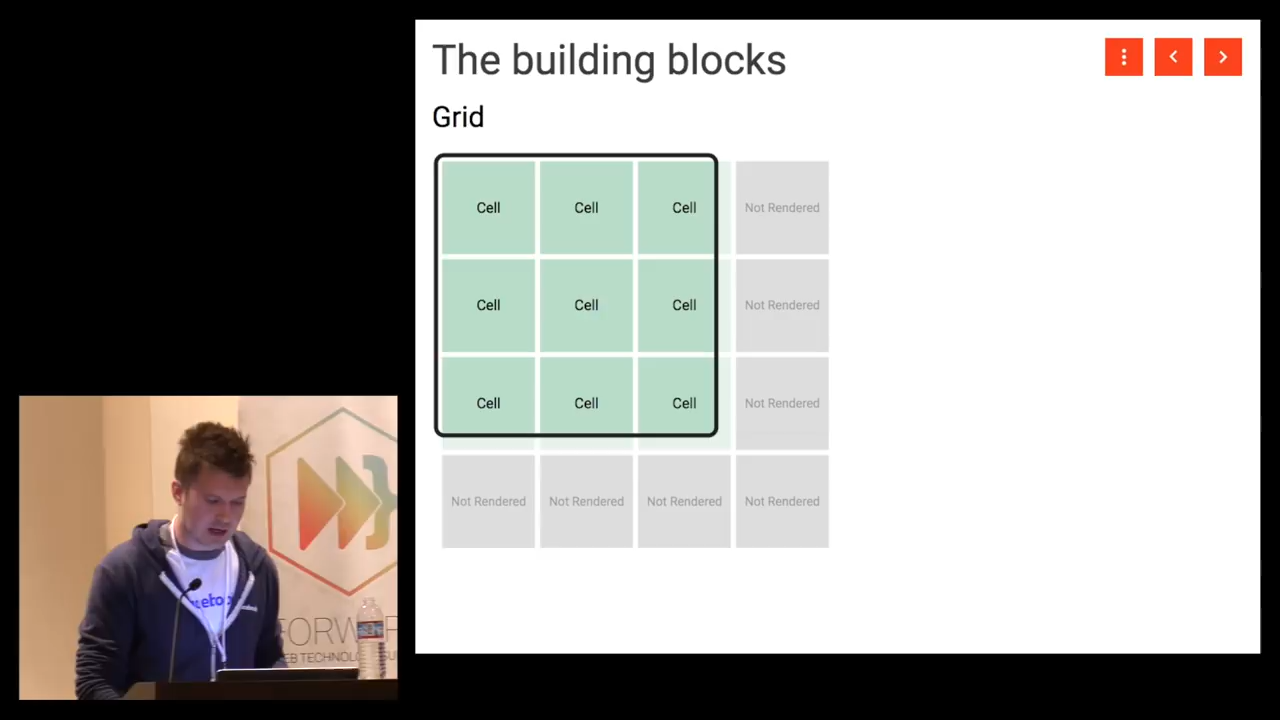 The building blocks
Grid
Cell Cell Cell Not Rendered
Cell Cell Cell Not Rendered
Cell Cell Cell Not Rendered
Not Rendered Not Rendered Not Rendered Not Rendered
FORW